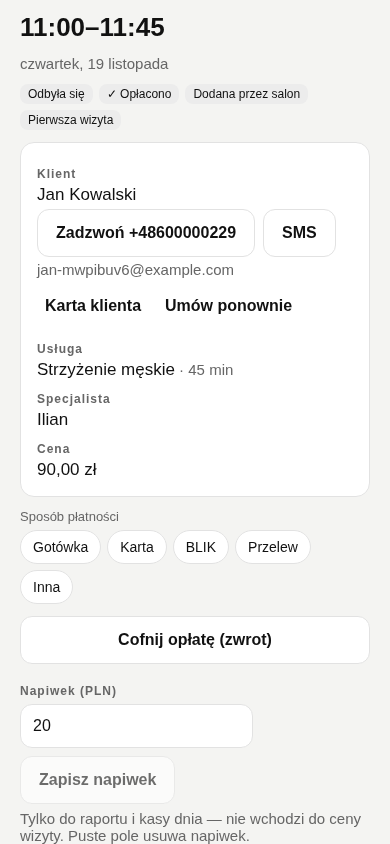 11:00–11:45
czwartek, 19 listopada
Odbyła się ✓ Opłacono Dodana przez salon
Pierwsza wizyta
Klient
Jan Kowalski
Zadzwoń +48600000229 SMS
jan-mwpibuv6@example.com
Karta klienta Umów ponownie
Usługa
Strzyżenie męskie · 45 min
Specjalista
Ilian
Cena
90,00 zł
Sposób płatności
Gotówka Karta BLIK Przelew
Inna
Cofnij opłatę (zwrot)
Napiwek (PLN)
20
Zapisz napiwek
Tylko do raportu i kasy dnia — nie wchodzi do ceny
wizyty. Puste pole usuwa napiwek.